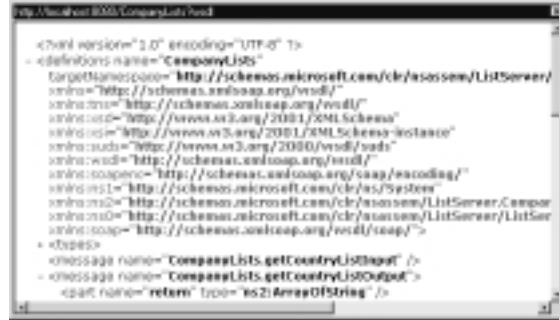 http://localhost:8080/CompanyLists?wsdl
<?xml version="1.0" encoding="UTF-8" ?>
- <definitions name="CompanyLists"
targetNamespace="http://schemas.microsoft.com/clr/nsassem/ListServer/
xmlns="http://schemas.xmlsoap.org/wsdl/"
xmlns:tns="http://schemas.xmlsoap.org/wsdl/"
xmlns:xsd="http://www.w3.org/2001/XMLSchema"
xmlns:xsi="http://www.w3.org/2001/XMLSchema-instance"
xmlns:suds="http://www.w3.org/2000/wsdl/suds"
xmlns:wsdl="http://schemas.xmlsoap.org/wsdl/"
xmlns:soapenc="http://schemas.xmlsoap.org/soap/encoding/"
xmlns:ns1="http://schemas.microsoft.com/clr/ns/System"
xmlns:ns2="http://schemas.microsoft.com/clr/nsassem/ListServer.Compar
xmlns:ns0="http://schemas.microsoft.com/clr/nsassem/ListServer/ListSer
xmlns:soap="http://schemas.xmlsoap.org/wsdl/soap/">
+ <types>
<message name="CompanyLists.getCountryListInput" />
- <message name="CompanyLists.getCountryListOutput">
<part name="return" type="ns2:ArrayOfString" />